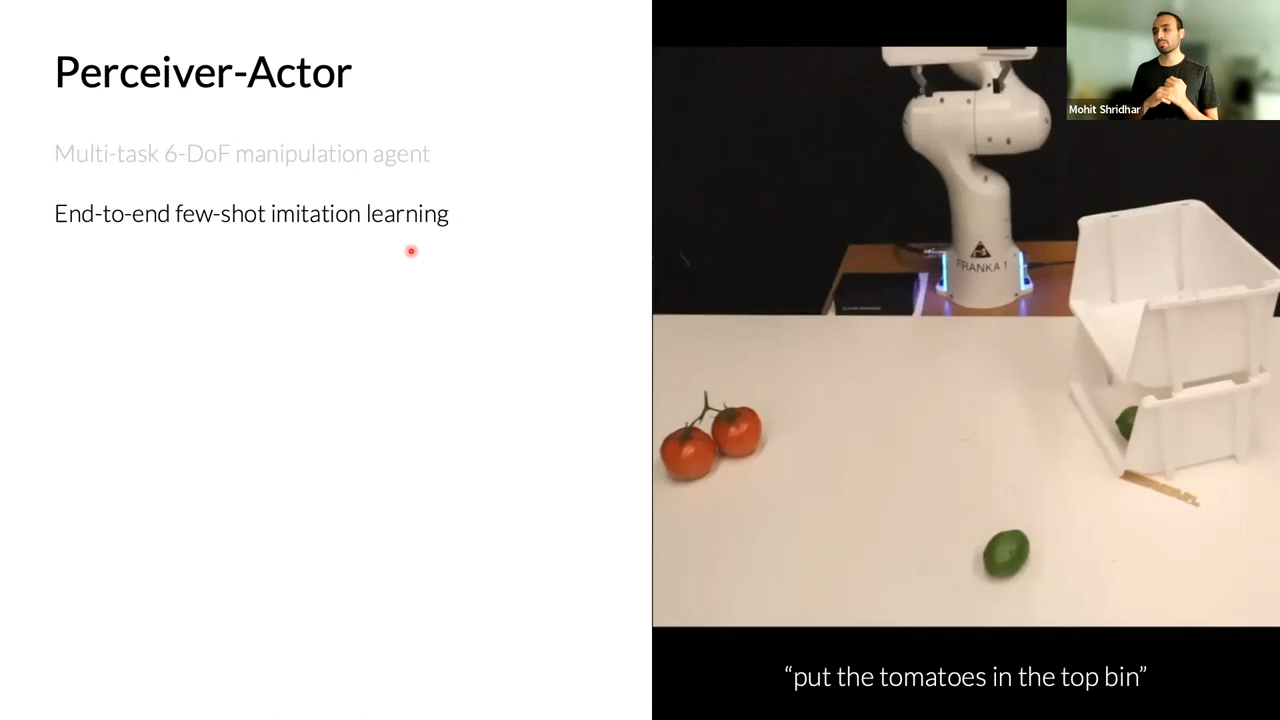 Perceiver-Actor
Multi-task 6-DoF manipulation agent
End-to-end few-shot imitation learning
Mohit Shridhar
FRANKA 1
“put the tomatoes in the top bin”